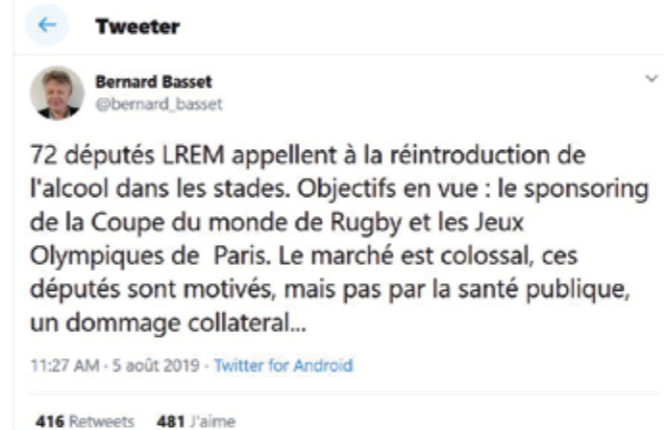 Tweeter
Bernard Basset
@bernard_basset
72 députés LREM appellent à la réintroduction de
l'alcool dans les stades. Objectifs en vue : le sponsoring
de la Coupe du monde de Rugby et les Jeux
Olympiques de Paris. Le marché est colossal, ces
députés sont motivés, mais pas par la santé publique,
un dommage collateral...
11:27 AM · 5 août 2019 · Twitter for Android
416 Retweets 481 J'aime